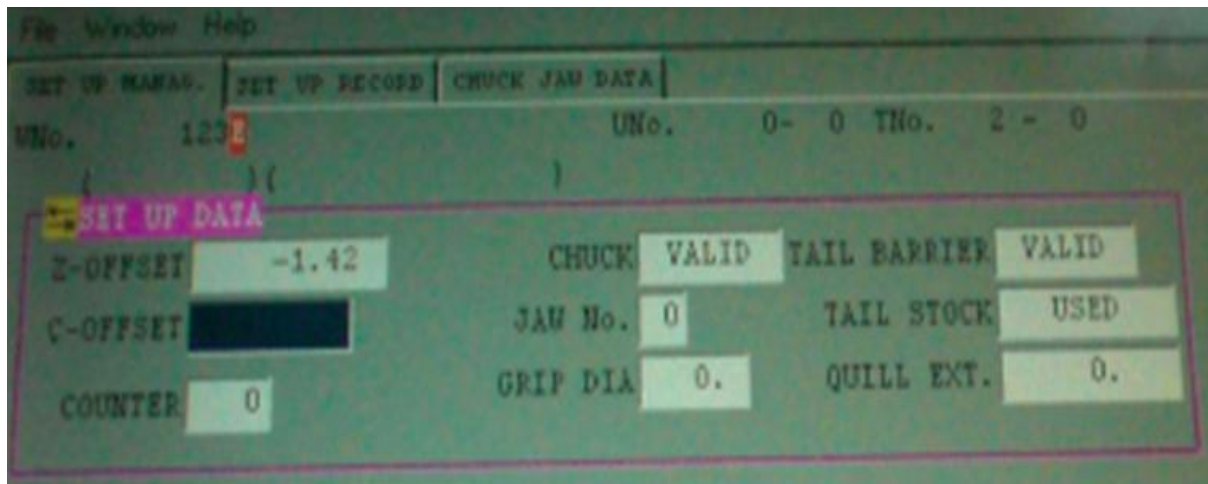 File Window Help
SET UP MANAG. SET UP RECORD CHUCK JAW DATA
WNo. 123 UNo. 0- 0 TNo. 2 - 0
( )( )
SET UP DATA
Z-OFFSET -1.42 CHUCK VALID TAIL BARRIER VALID
C-OFFSET JAW No. 0 TAIL STOCK USED
COUNTER 0 GRIP DIA 0. QUILL EXT. 0.